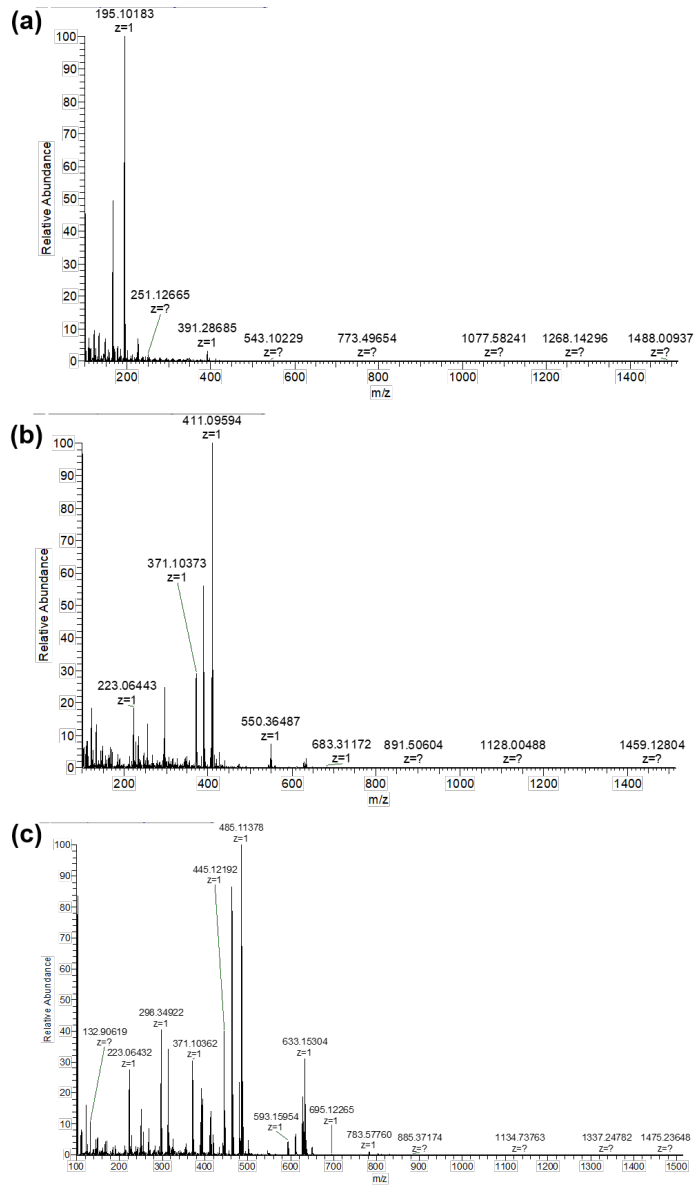 (a)
195.10183
z=1
100
90
80
70
60
50
40
30
20
10
0
Relative Abundance
251.12665
z=?
391.28685
z=1
543.10229
z=?
773.49654
z=?
1077.58241
z=?
1268.14296
z=?
1488.00937
z=?
200
400
600
800
1000
1200
1400
m/z
(b)
411.09594
z=1
100
90
80
70
60
50
40
30
20
10
0
Relative Abundance
371.10373
z=1
223.06443
z=1
550.36487
z=1
683.31172
z=1
891.50604
z=?
1128.00488
z=?
1459.12804
z=?
200
400
600
800
1000
1200
1400
m/z
(c)
485.11378
z=1
100
90
80
70
60
50
40
30
20
10
0
Relative Abundance
445.12192
z=1
132.90619
z=?
223.06432
z=1
298.34922
z=1
371.10362
z=1
633.15304
z=1
593.15954
z=1
695.12265
z=1
783.57760
z=1
885.37174
z=?
1134.73763
z=?
1337.24782
z=?
1475.23648
z=?
100
200
300
400
500
600
700
800
900
1000
1100
1200
1300
1400
1500
m/z